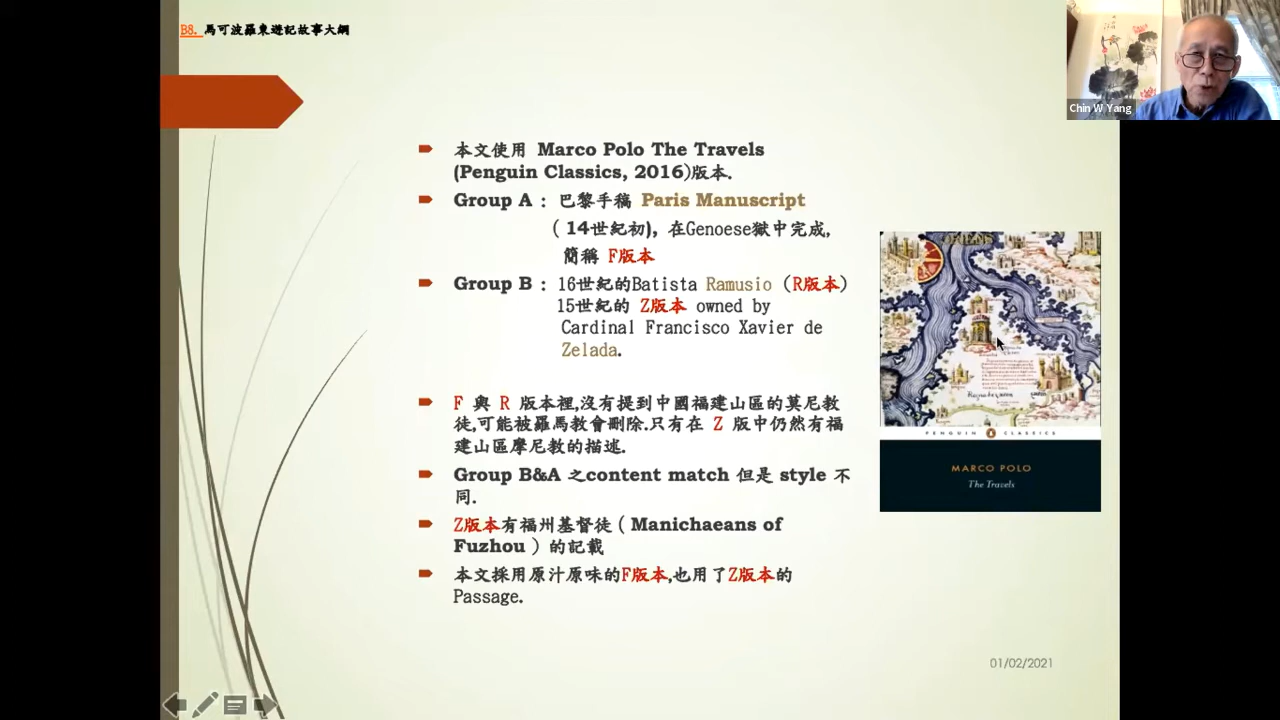 B8. 馬可波羅東遊記故事大綱
Chin W Yang
本文使用 Marco Polo The Travels
(Penguin Classics, 2016)版本.
Group A : 巴黎手稿 Paris Manuscript
( 14世紀初), 在Genoese獄中完成,
簡稱 F版本
Group B : 16世紀的Batista Ramusio (R版本)
15世紀的 Z版本 owned by
Cardinal Francisco Xavier de
Zelada.
F 與 R 版本裡,沒有提到中國福建山區的莫尼教
徒,可能被羅馬教會刪除.只有在 Z 版中仍然有福
建山區摩尼教的描述.
Group B&A 之content match 但是 style 不
同.
Z版本有福州基督徒 ( Manichaeans of
Fuzhou ) 的記載
本文採用原汁原味的F版本,也用了Z版本的
Passage.
ORIENS
PENGUIN CLASSICS
MARCO POLO
The Travels
01/02/2021